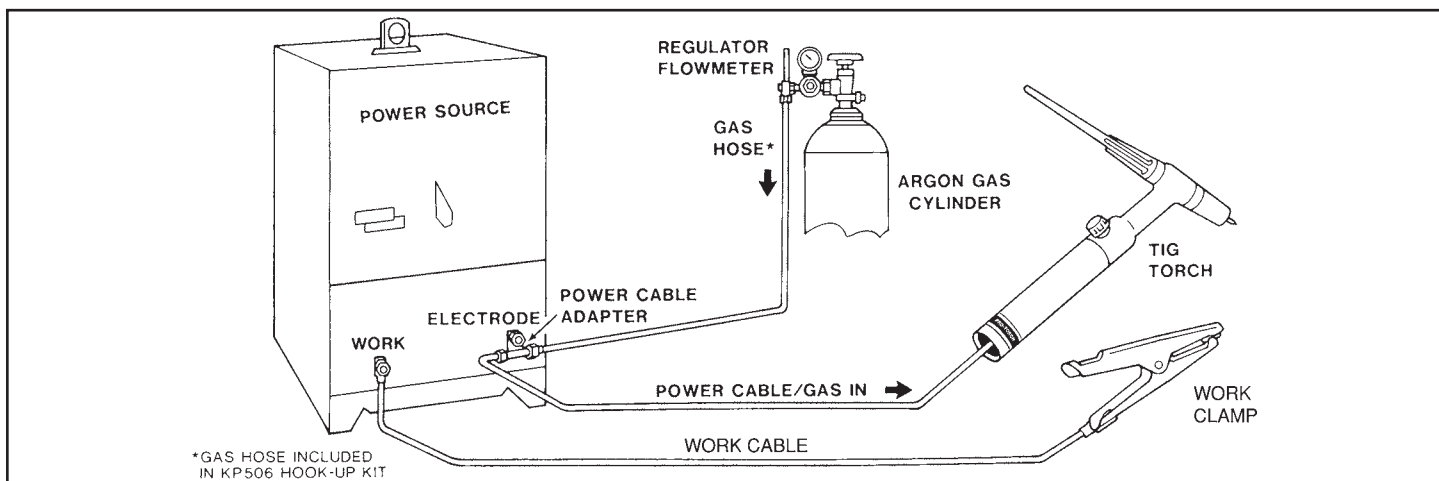 REGULATOR
FLOWMETER
POWER SOURCE
GAS
HOSE*
ARGON GAS
CYLINDER
TIG
TORCH
POWER CABLE
ADAPTER
ELECTRODE
WORK
POWER CABLE/GAS IN
WORK
CLAMP
WORK CABLE
*GAS HOSE INCLUDED
IN KP506 HOOK-UP KIT